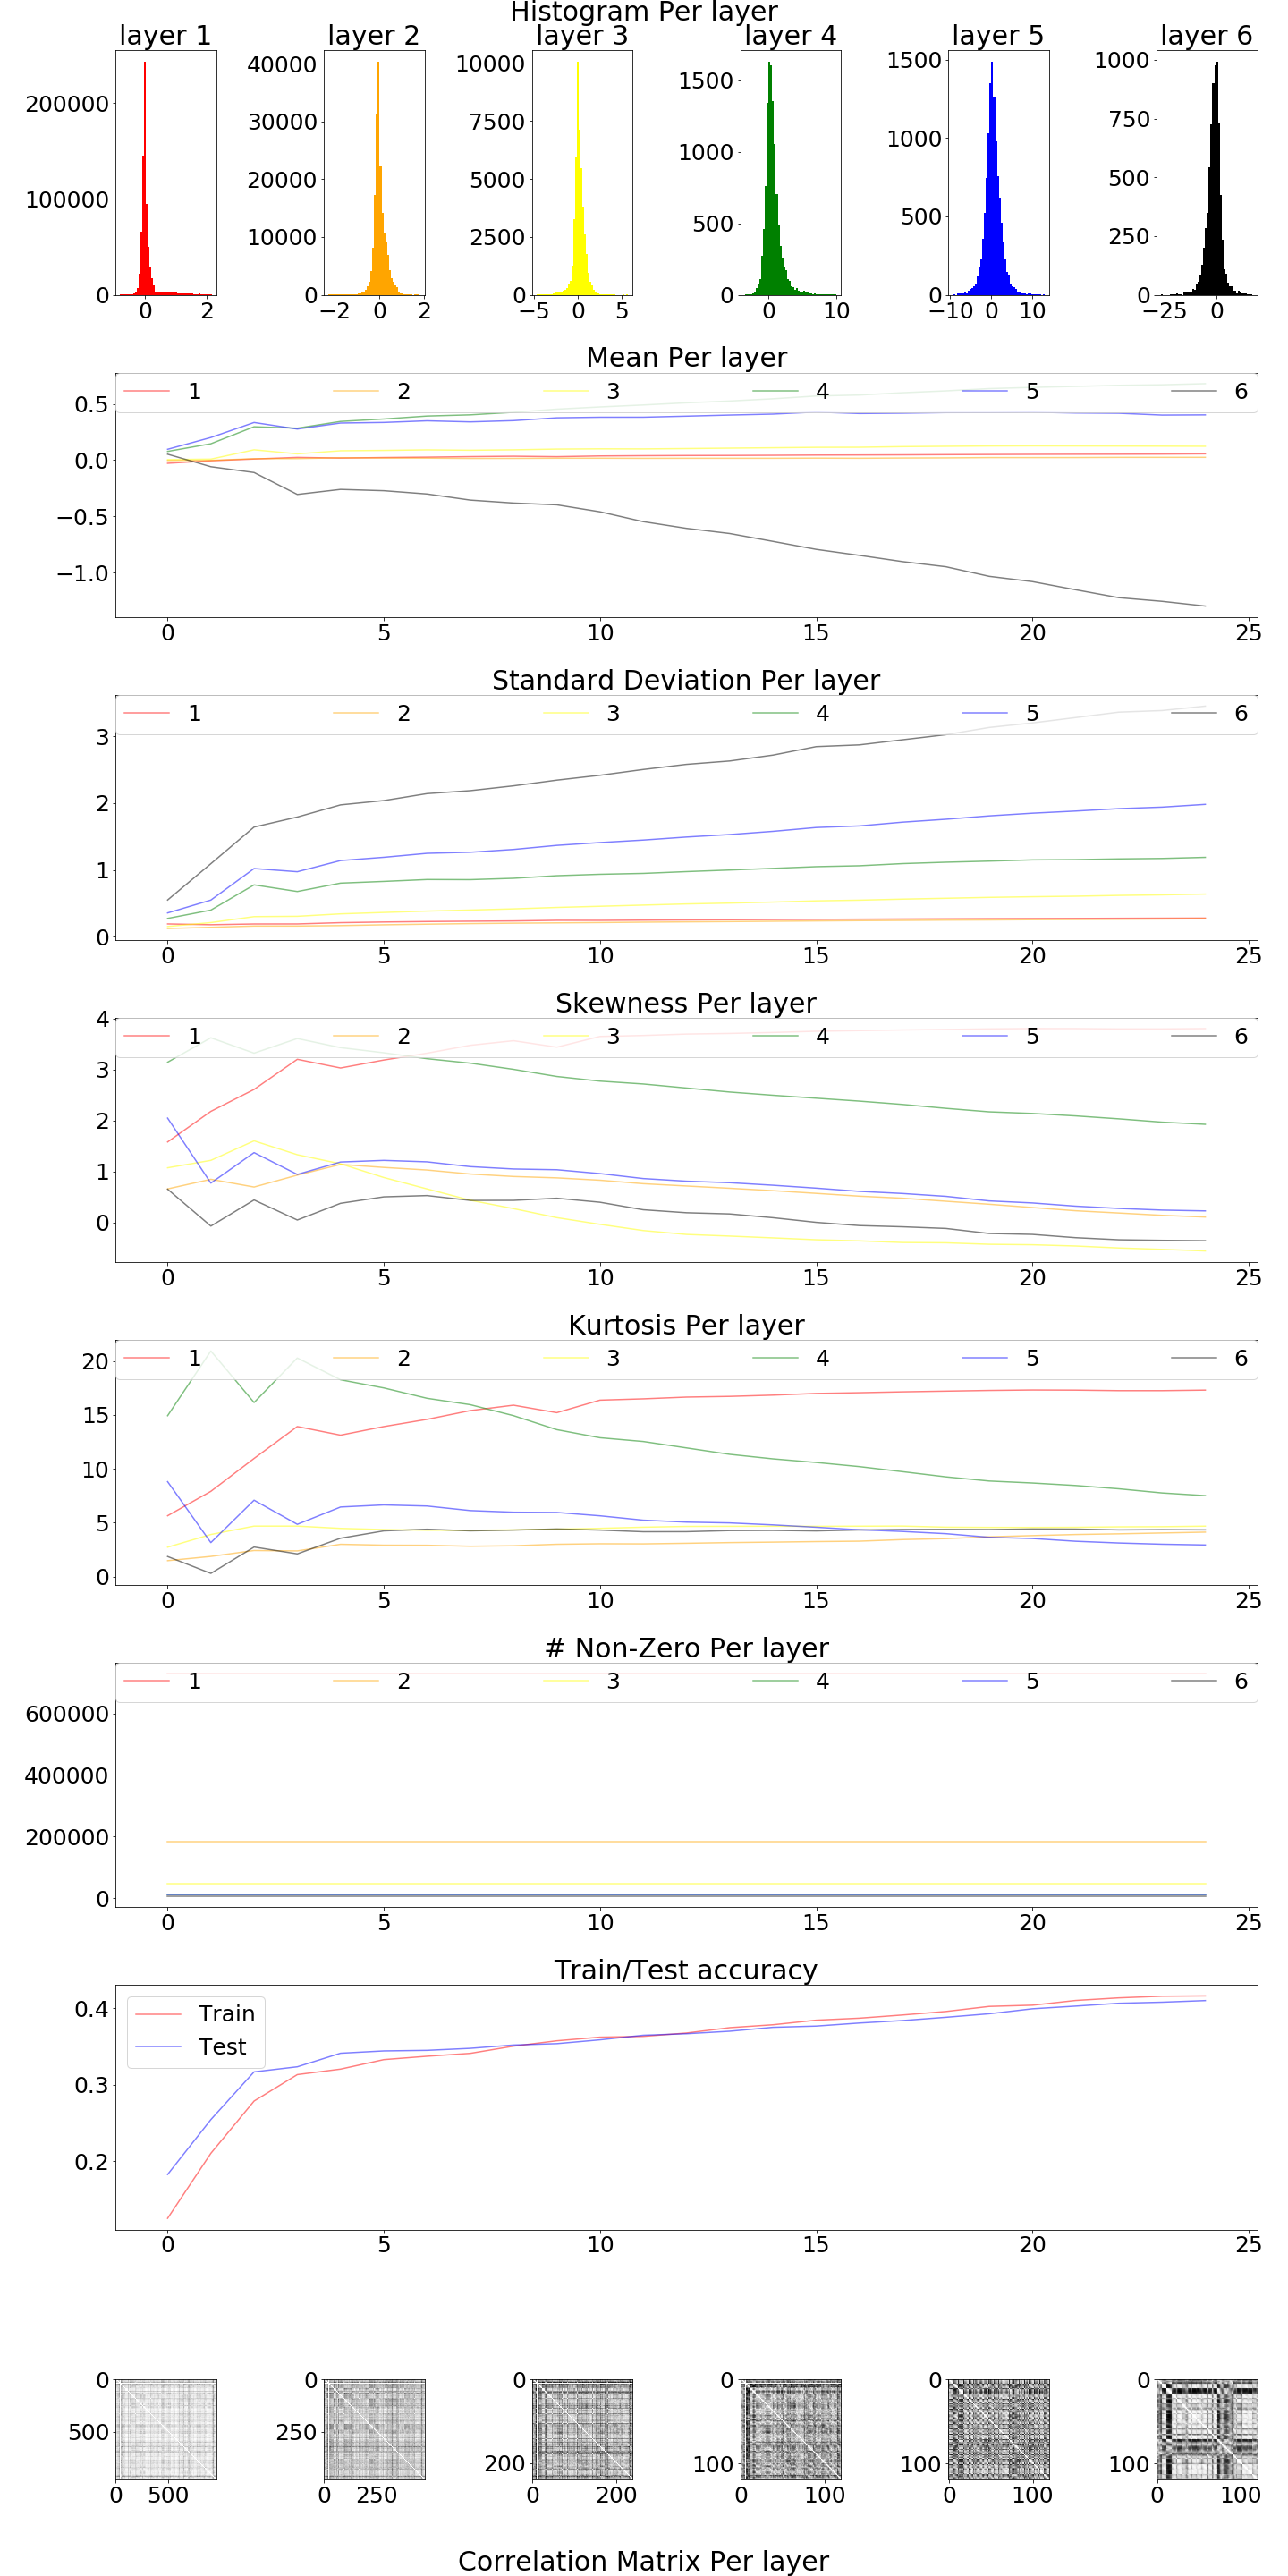 Histogram Per layer
layer 1 layer 2 layer 3 layer 4 layer 5 layer 6
200000 100000 0 0 2
40000 30000 20000 10000 0 −2 0 2
10000 7500 5000 2500 0 −5 0 5
1500 1000 500 0 0 10
1500 1000 500 0 −10 0 10
1000 750 500 250 0 −25 0
Mean Per layer
1 2 3 4 5 6
0.5
0.0
−0.5
−1.0
0 5 10 15 20 25
Standard Deviation Per layer
1 2 3 4 5 6
3
2
1
0
0 5 10 15 20 25
Skewness Per layer
4
1 2 3 4 5 6
3
2
1
0
0 5 10 15 20 25
Kurtosis Per layer
20
1 2 3 4 5 6
15
10
5
0
0 5 10 15 20 25
# Non-Zero Per layer
1 2 3 4 5 6
600000
400000
200000
0
0 5 10 15 20 25
Train/Test accuracy
Train
Test
0.4
0.3
0.2
0 5 10 15 20 25
0 500 0 500
0 250 0 250
0 200 0 200
0 100 0 100
0 100 0 100
0 100 0 100
Correlation Matrix Per layer